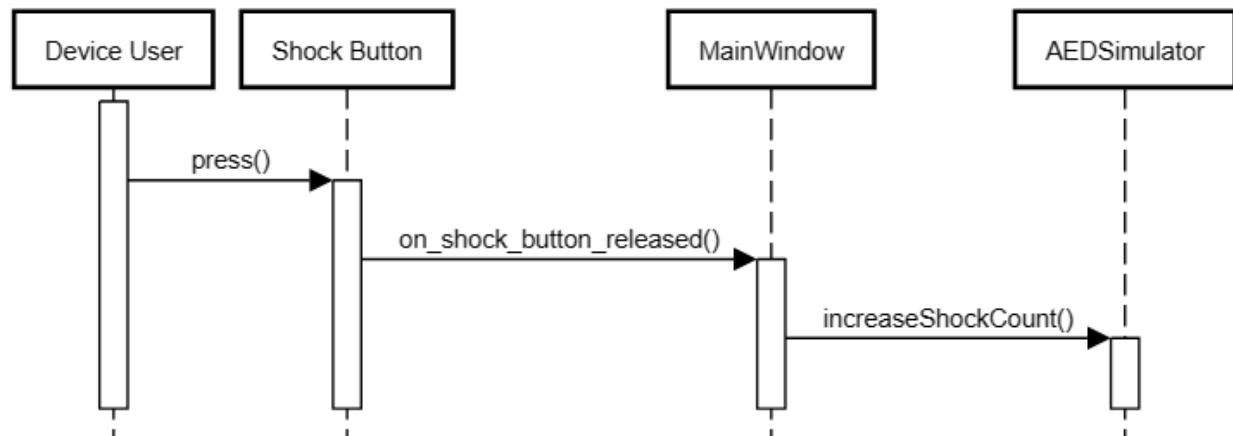 Device User
Shock Button
MainWindow
AEDSimulator
press()
on_shock_button_released()
increaseShockCount()